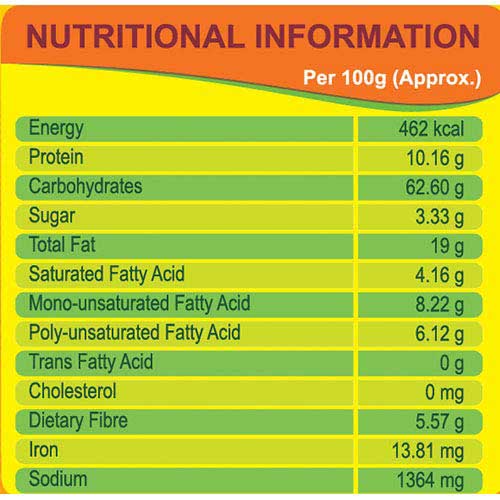 NUTRITIONAL INFORMATION
Per 100g (Approx.)
Energy 462 kcal
Protein 10.16 g
Carbohydrates 62.60 g
Sugar 3.33 g
Total Fat 19 g
Saturated Fatty Acid 4.16 g
Mono-unsaturated Fatty Acid 8.22 g
Poly-unsaturated Fatty Acid 6.12 g
Trans Fatty Acid 0 g
Cholesterol 0 mg
Dietary Fibre 5.57 g
Iron 13.81 mg
Sodium 1364 mg